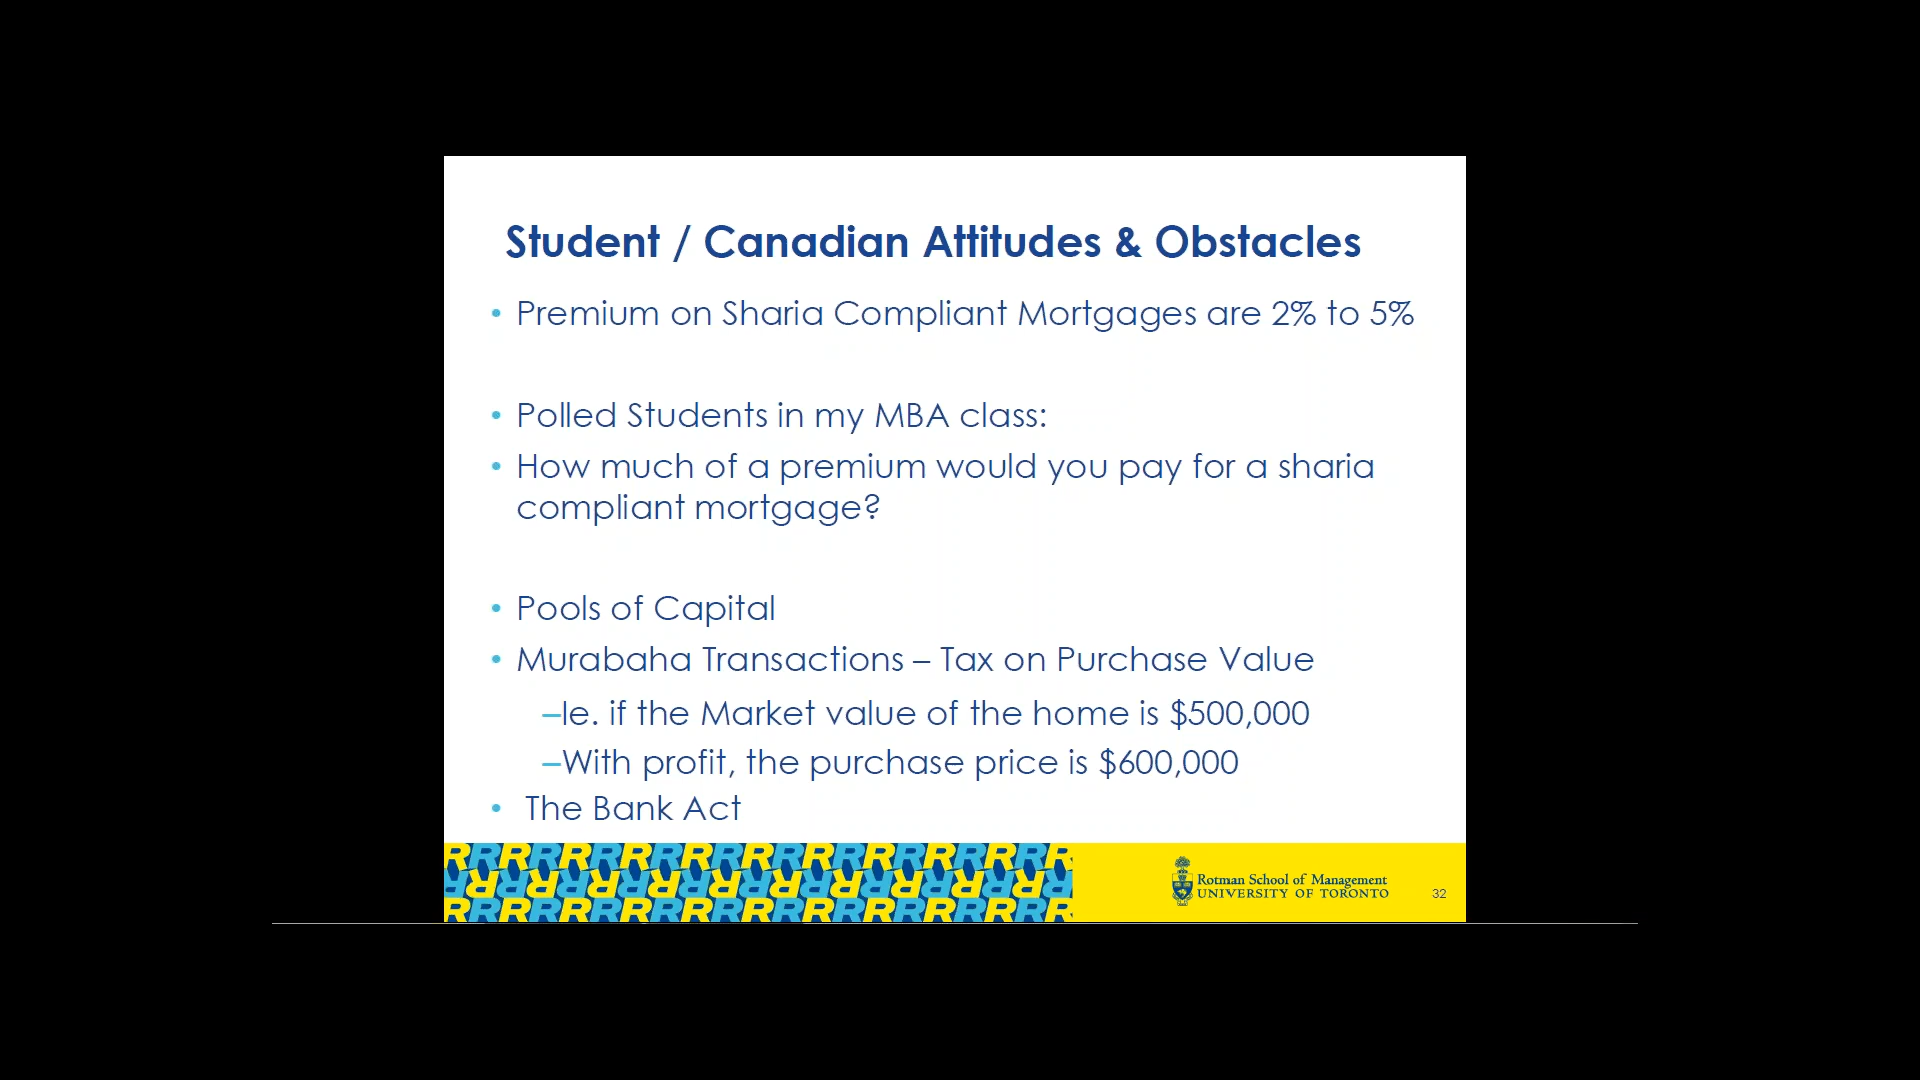 Student / Canadian Attitudes & Obstacles
• Premium on Sharia Compliant Mortgages are 2% to 5%
• Polled Students in my MBA class:
• How much of a premium would you pay for a sharia
compliant mortgage?
• Pools of Capital
• Murabaha Transactions – Tax on Purchase Value
–Ie. if the Market value of the home is $500,000
–With profit, the purchase price is $600,000
• The Bank Act
Rotman School of Management
UNIVERSITY OF TORONTO
32